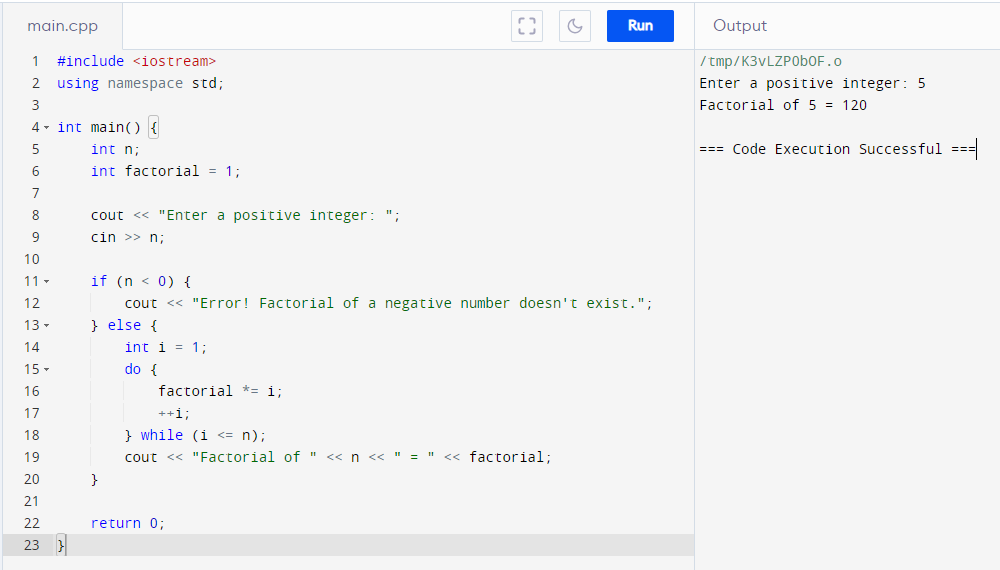 main.cpp
Run
Output
1 #include <iostream>
2 using namespace std;
3
4 int main() {
5     int n;
6     int factorial = 1;
7
8     cout << "Enter a positive integer: ";
9     cin >> n;
10
11     if (n < 0) {
12         cout << "Error! Factorial of a negative number doesn't exist.";
13     } else {
14         int i = 1;
15         do {
16             factorial *= i;
17             ++i;
18         } while (i <= n);
19         cout << "Factorial of " << n << " = " << factorial;
20     }
21
22     return 0;
23 }
/tmp/K3vLZPObOF.o
Enter a positive integer: 5
Factorial of 5 = 120
=== Code Execution Successful ===